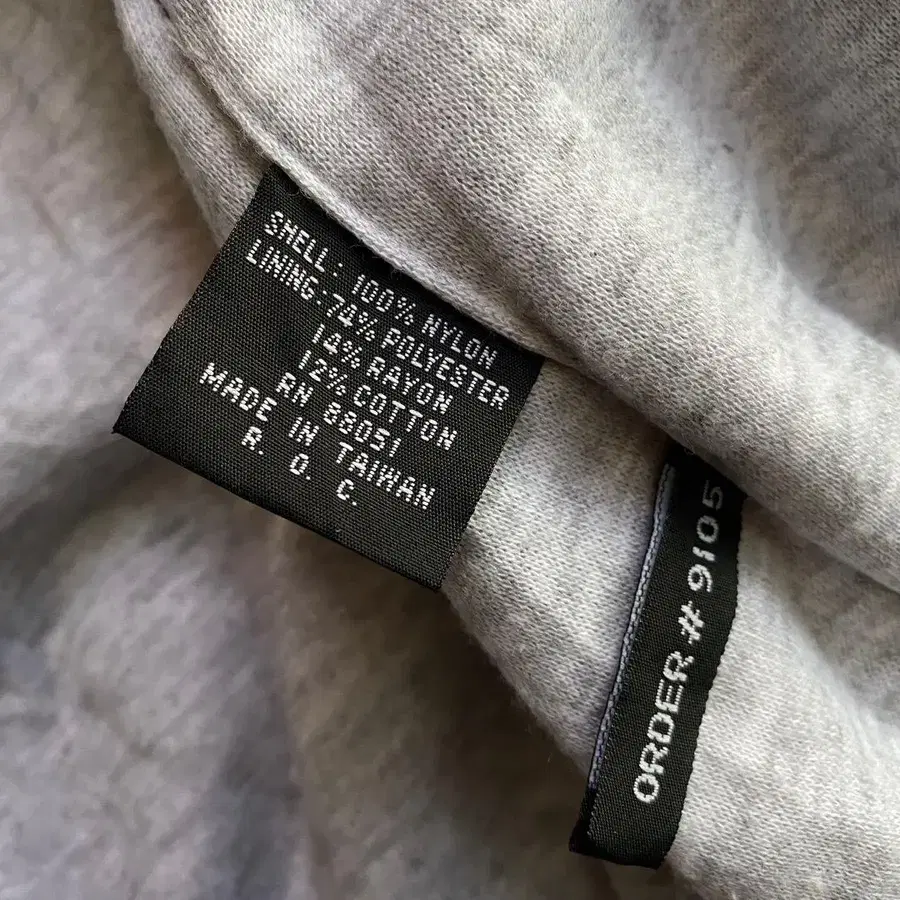 SHELL: 100% NYLON
LINING: 74% POLYESTER
14% RAYON
12% COTTON
RN 88051
MADE IN TAIWAN
R. O. C.
ORDER # 9105